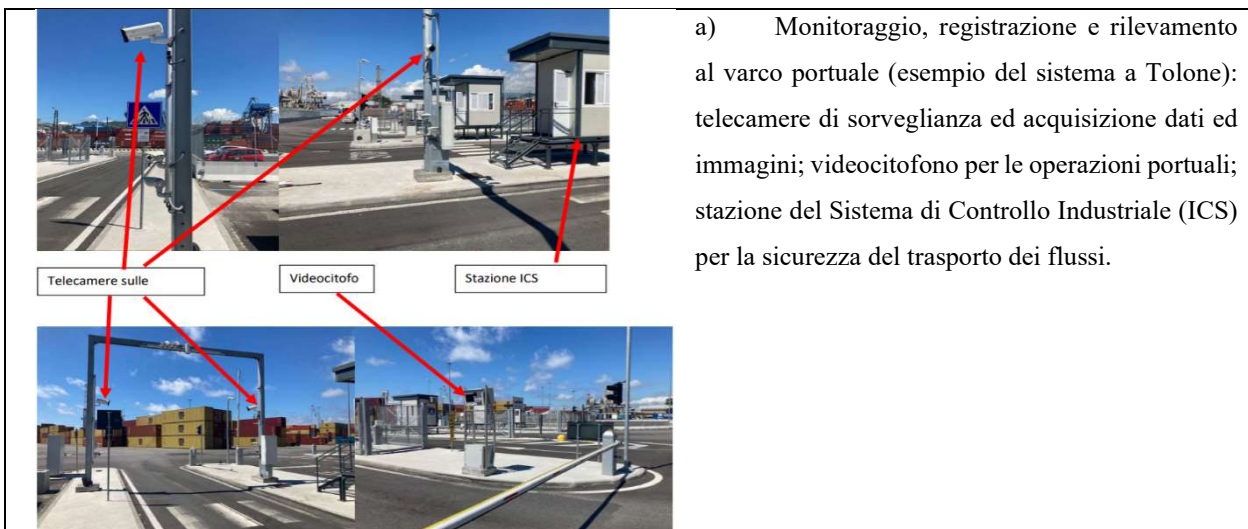 a) Monitoraggio, registrazione e rilevamento
al varco portuale (esempio del sistema a Tolone):
telecamere di sorveglianza ed acquisizione dati ed
immagini; videocitofono per le operazioni portuali;
stazione del Sistema di Controllo Industriale (ICS)
per la sicurezza del trasporto dei flussi.
Telecamere sulle
Videocitofo
Stazione ICS